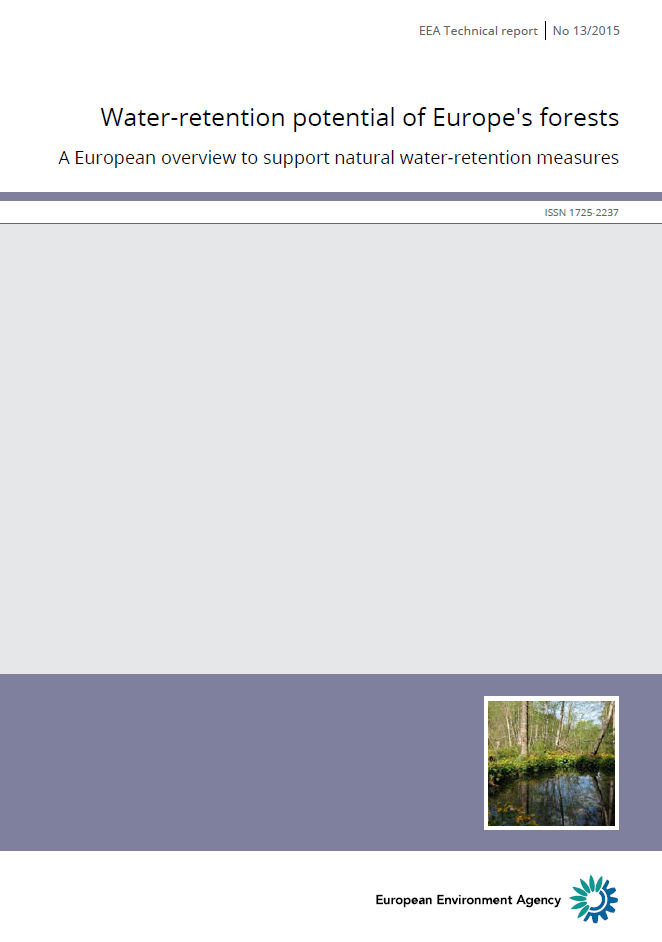 EEA Technical report | No 13/2015
Water-retention potential of Europe's forests
A European overview to support natural water-retention measures
ISSN 1725-2237
European Environment Agency